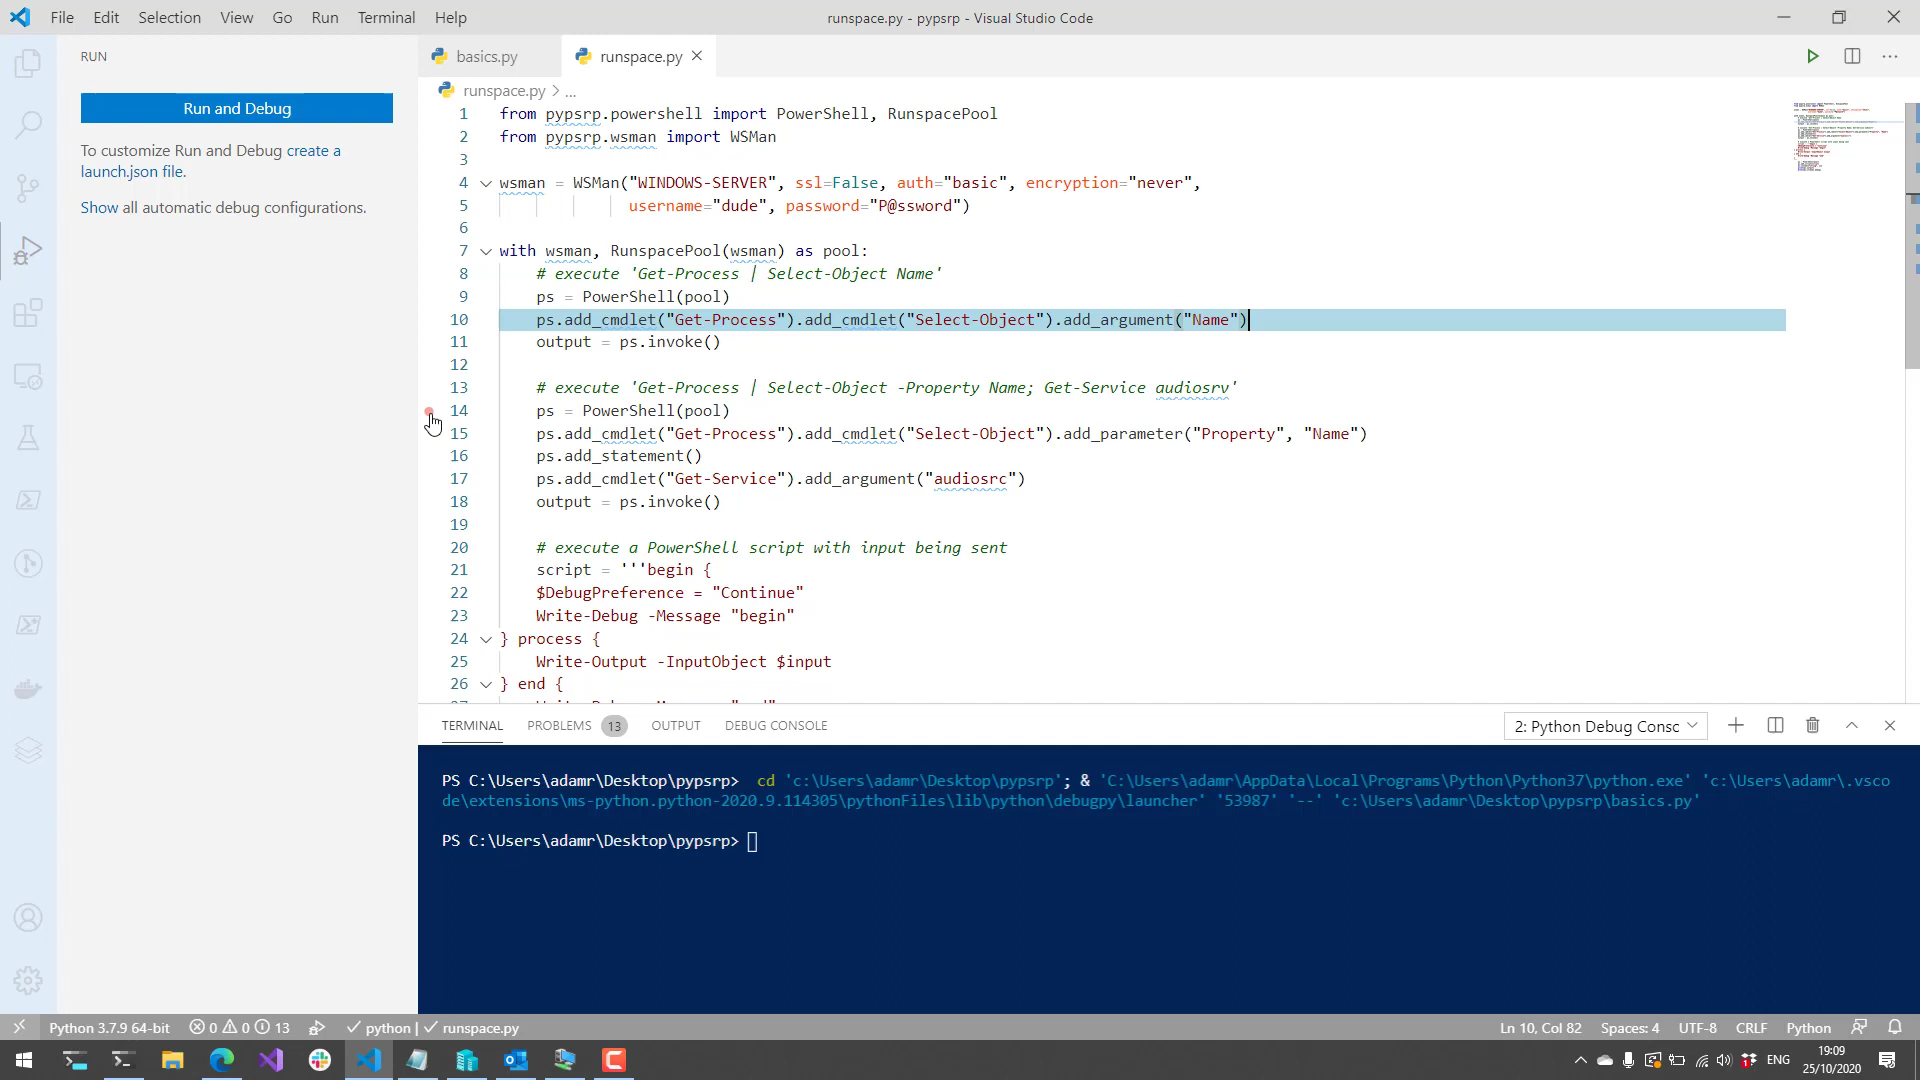 File Edit Selection View Go Run Terminal Help
runspace.py - pypsrp - Visual Studio Code
RUN
Run and Debug
To customize Run and Debug create a
launch.json file.
Show all automatic debug configurations.
basics.py
runspace.py
runspace.py > ...
1 from pypsrp.powershell import PowerShell, RunspacePool
2 from pypsrp.wsman import WSMan
3
4 wsman = WSMan("WINDOWS-SERVER", ssl=False, auth="basic", encryption="never",
5 username="dude", password="P@ssword")
6
7 with wsman, RunspacePool(wsman) as pool:
8 # execute 'Get-Process | Select-Object Name'
9 ps = PowerShell(pool)
10 ps.add_cmdlet("Get-Process").add_cmdlet("Select-Object").add_argument("Name")
11 output = ps.invoke()
12
13 # execute 'Get-Process | Select-Object -Property Name; Get-Service audiosrv'
14 ps = PowerShell(pool)
15 ps.add_cmdlet("Get-Process").add_cmdlet("Select-Object").add_parameter("Property", "Name")
16 ps.add_statement()
17 ps.add_cmdlet("Get-Service").add_argument("audiosrc")
18 output = ps.invoke()
19
20 # execute a PowerShell script with input being sent
21 script = '''begin {
22 $DebugPreference = "Continue"
23 Write-Debug -Message "begin"
24 } process {
25 Write-Output -InputObject $input
26 } end {
TERMINAL PROBLEMS 13 OUTPUT DEBUG CONSOLE
2: Python Debug Consc
PS C:\Users\adamr\Desktop\pypsrp> cd 'c:\Users\adamr\Desktop\pypsrp'; & 'C:\Users\adamr\AppData\Local\Programs\Python\Python37\python.exe' 'c:\Users\adamr\.vsco
de\extensions\ms-python.python-2020.9.114305\pythonFiles\lib\python\debugpy\launcher' '53987' '--' 'c:\Users\adamr\Desktop\pypsrp\basics.py'
PS C:\Users\adamr\Desktop\pypsrp>
Python 3.7.9 64-bit 0 0 13 python | runspace.py
Ln 10, Col 82 Spaces: 4 UTF-8 CRLF Python
ENG
19:09
25/10/2020